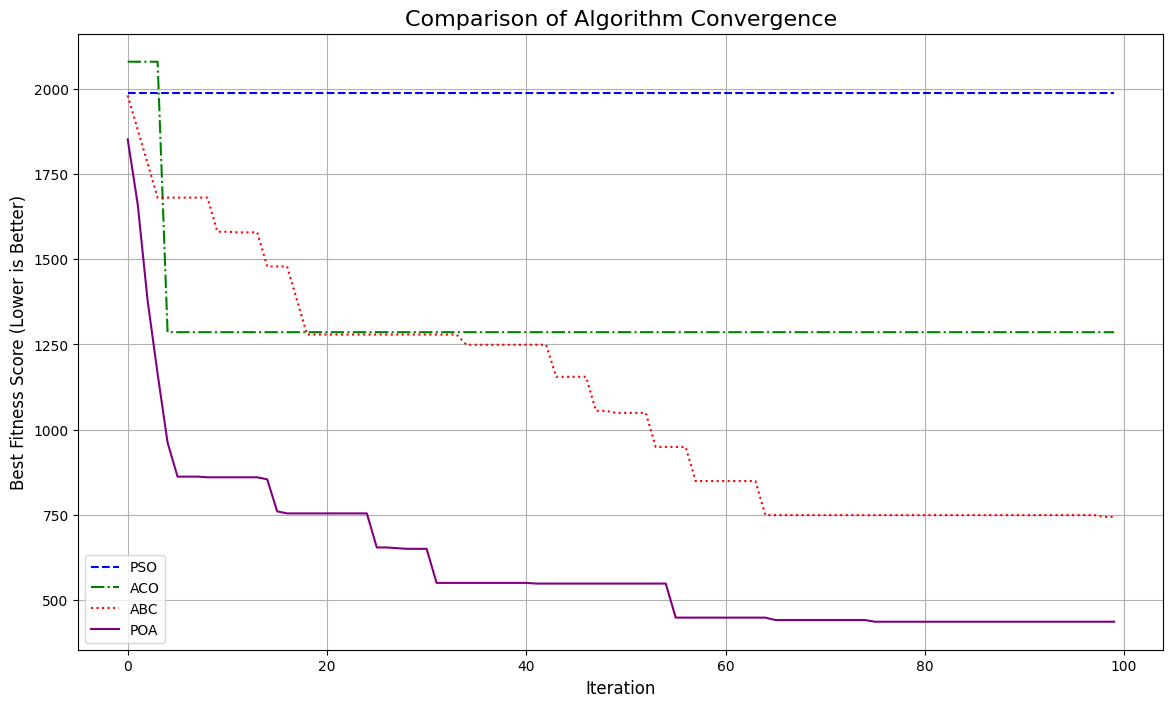 Comparison of Algorithm Convergence
Best Fitness Score (Lower is Better)
2000
1750
1500
1250
1000
750
500
PSO
ACO
ABC
POA
0 20 40 60 80 100
Iteration